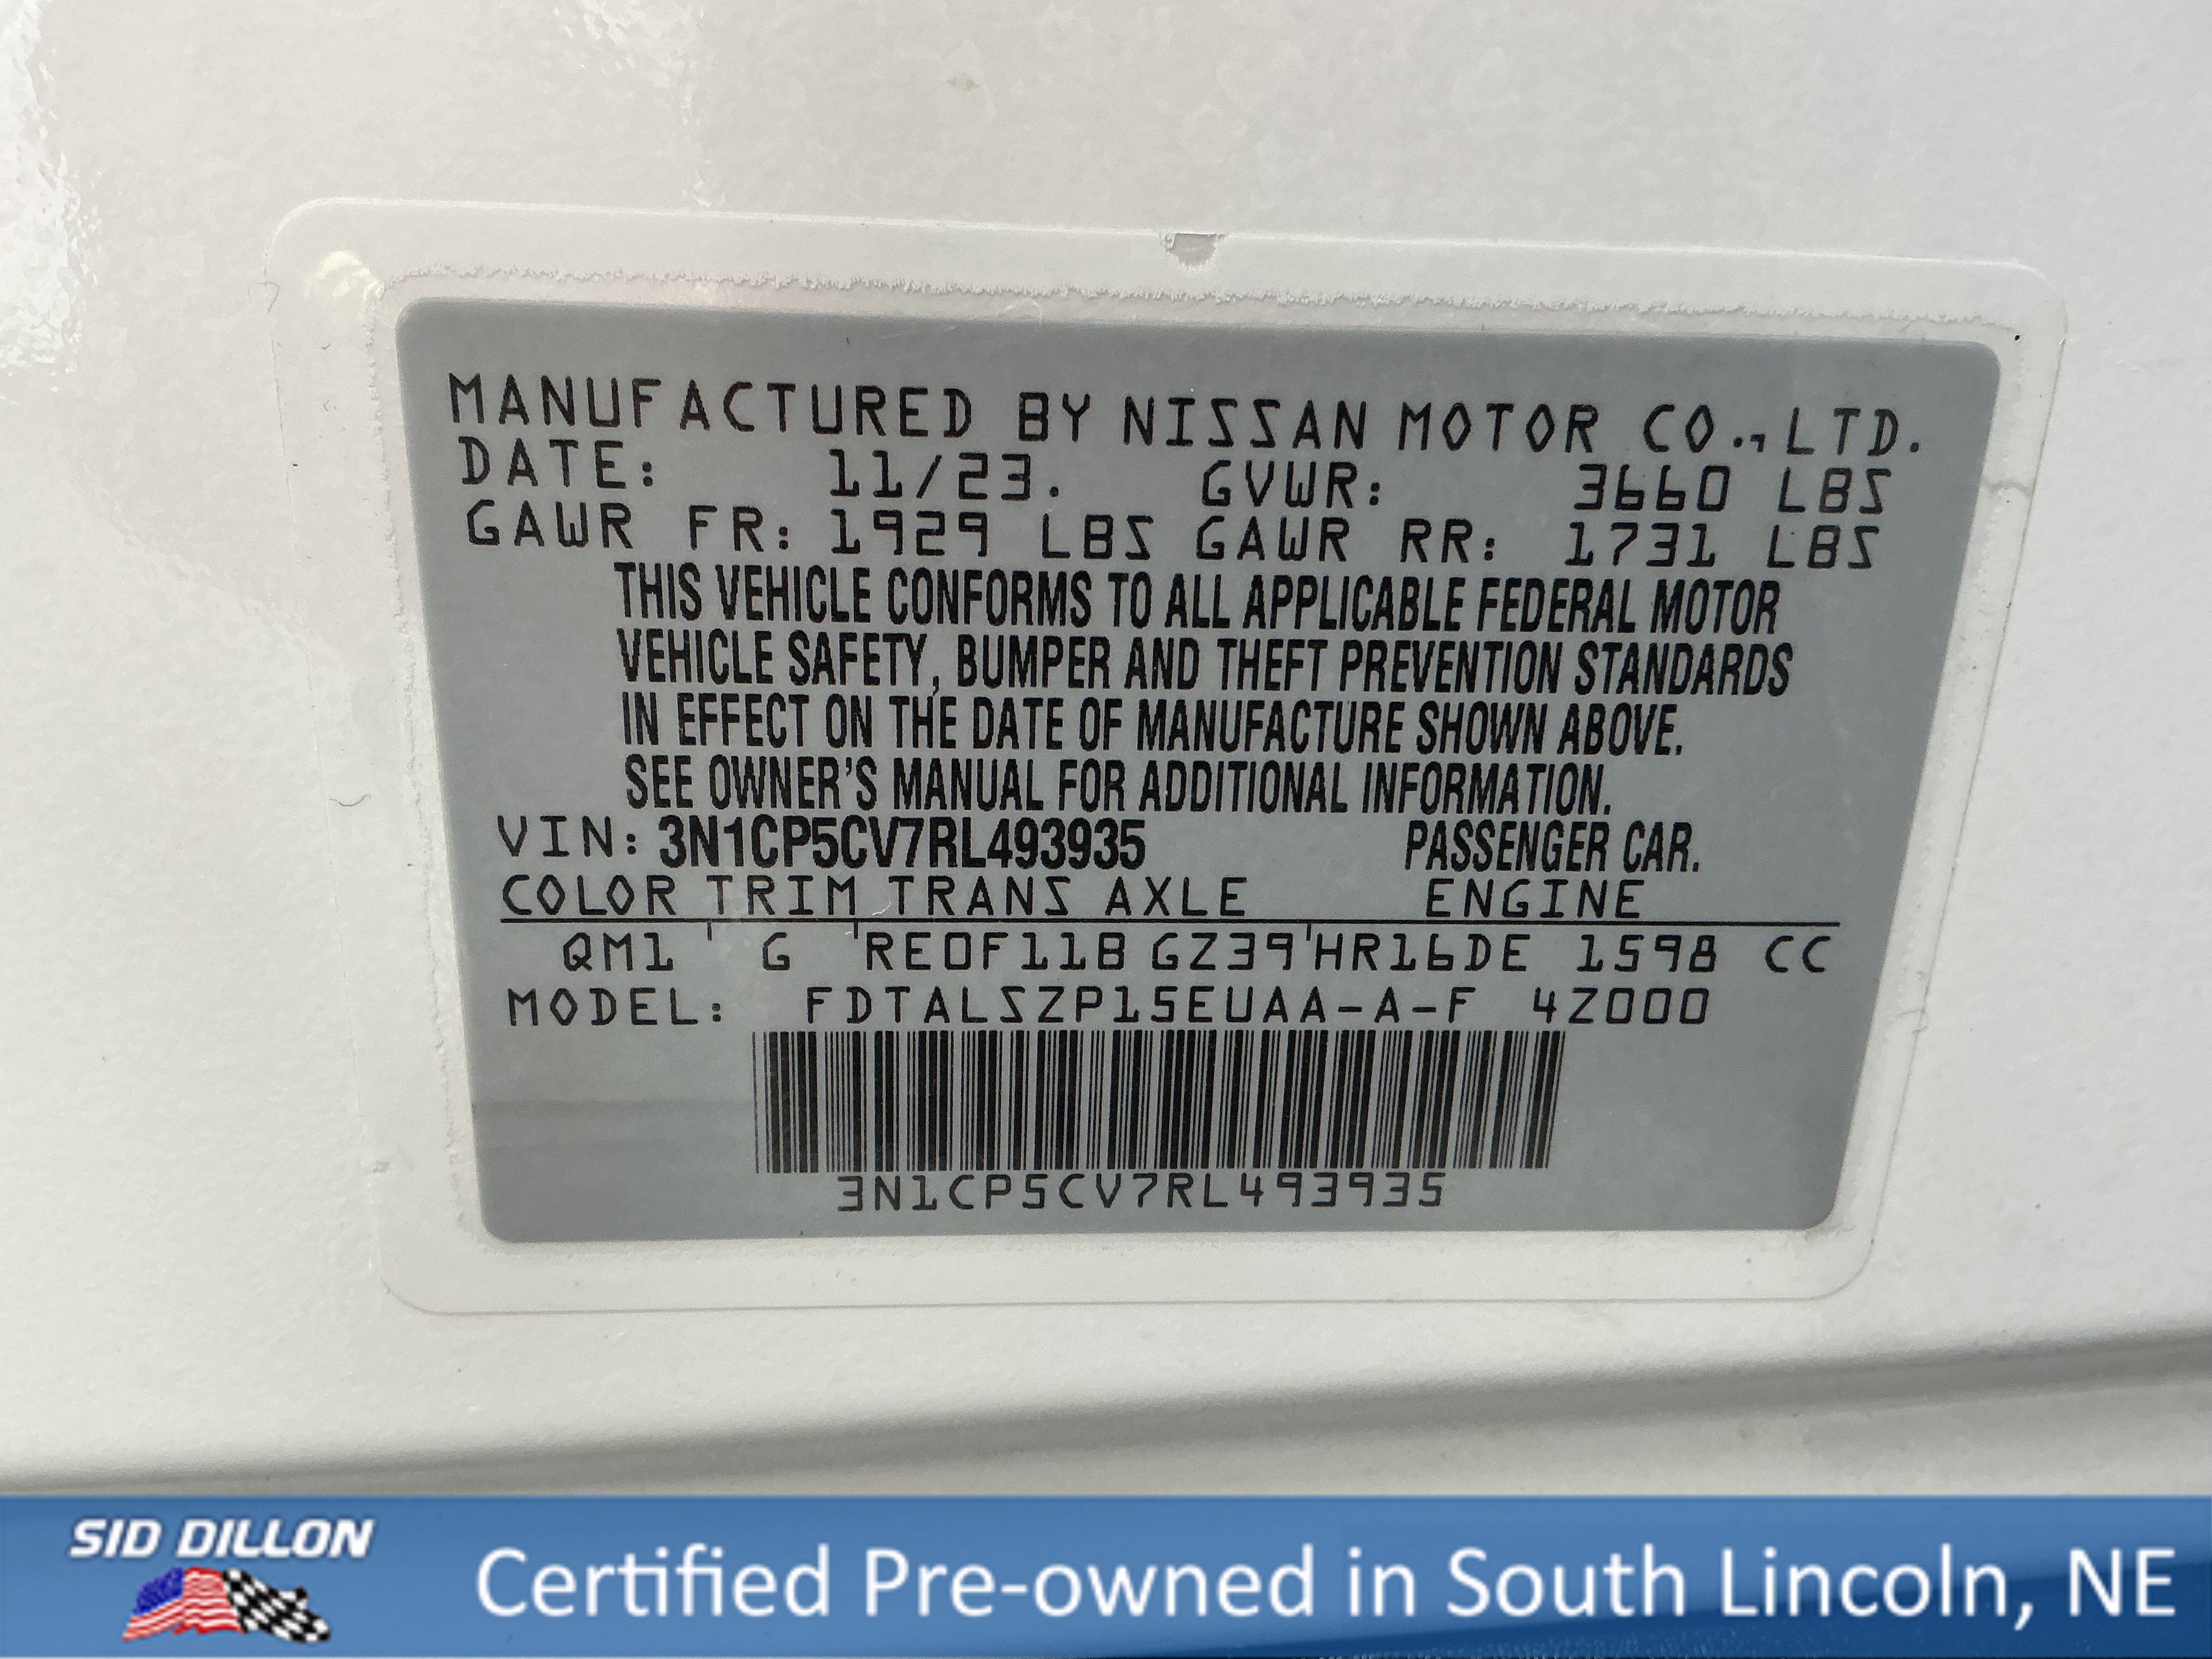 MANUFACTURED BY NISSAN MOTOR CO., LTD.
DATE: 11/23. GVWR: 3660 LBS
GAWR FR: 1929 LBS GAWR RR: 1731 LBS
THIS VEHICLE CONFORMS TO ALL APPLICABLE FEDERAL MOTOR
VEHICLE SAFETY, BUMPER AND THEFT PREVENTION STANDARDS
IN EFFECT ON THE DATE OF MANUFACTURE SHOWN ABOVE.
SEE OWNER'S MANUAL FOR ADDITIONAL INFORMATION.
VIN: 3N1CP5CV7RL493935 PASSENGER CAR.
COLOR TRIM TRANS AXLE ENGINE
QM1 G RE0F11B GZ39 HR16DE 1598 CC
MODEL: FDTALSZP15EUAA-A-F 4Z000
3N1CP5CV7RL493935
SID DILLON
Certified Pre-owned in South Lincoln, NE